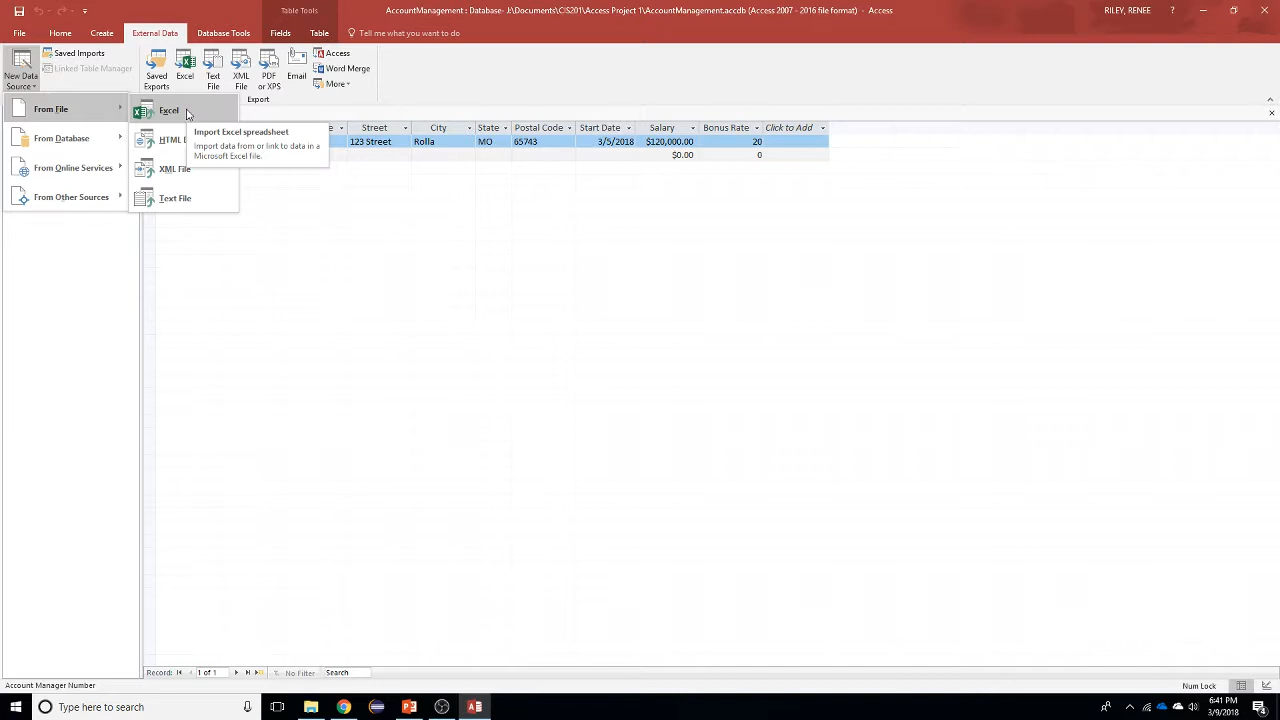 Table Tools
AccountManagement : Database- J:\Documents\CIS201\Access Project 1\AccountManagement.accdb (Access 2007 - 2016 file format) - Access
RILEY, RENEE
?
File
Home
Create
External Data
Database Tools
Fields
Table
Tell me what you want to do
New Data
Source
Saved Imports
Linked Table Manager
Saved
Exports
Excel
Text
File
XML
File
PDF
or XPS
Email
Access
Word Merge
More
Export
From File
From Database
From Online Services
From Other Sources
Excel
HTML D
XML File
Text File
Import Excel spreadsheet
Import data from or link to data in a
Microsoft Excel file.
e Street City State Postal Code Start Date Salary Bonus Rate Click to Add
123 Street Rolla MO 65743 3/5/2018 $120,000.00 20
$0.00 0
Record: 1 of 1 No Filter Search
Account Manager Number
Num Lock
Type here to search
6:41 PM
3/9/2018